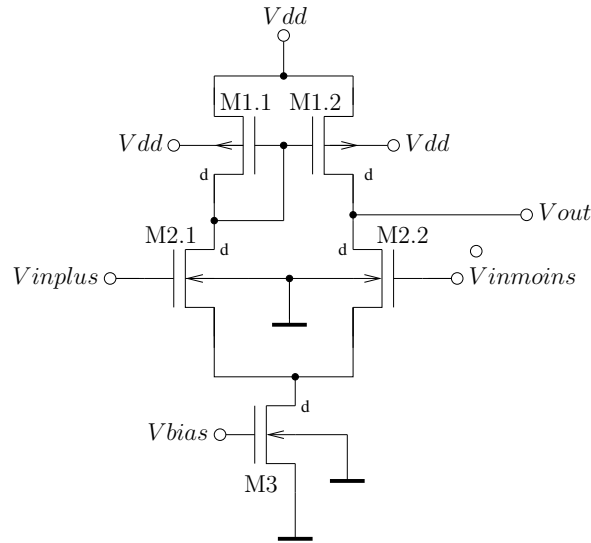 Vdd
M1.1 M1.2
Vdd Vdd
d d
Vout
M2.1 d d M2.2
Vinplus Vinmoins
d
Vbias
M3